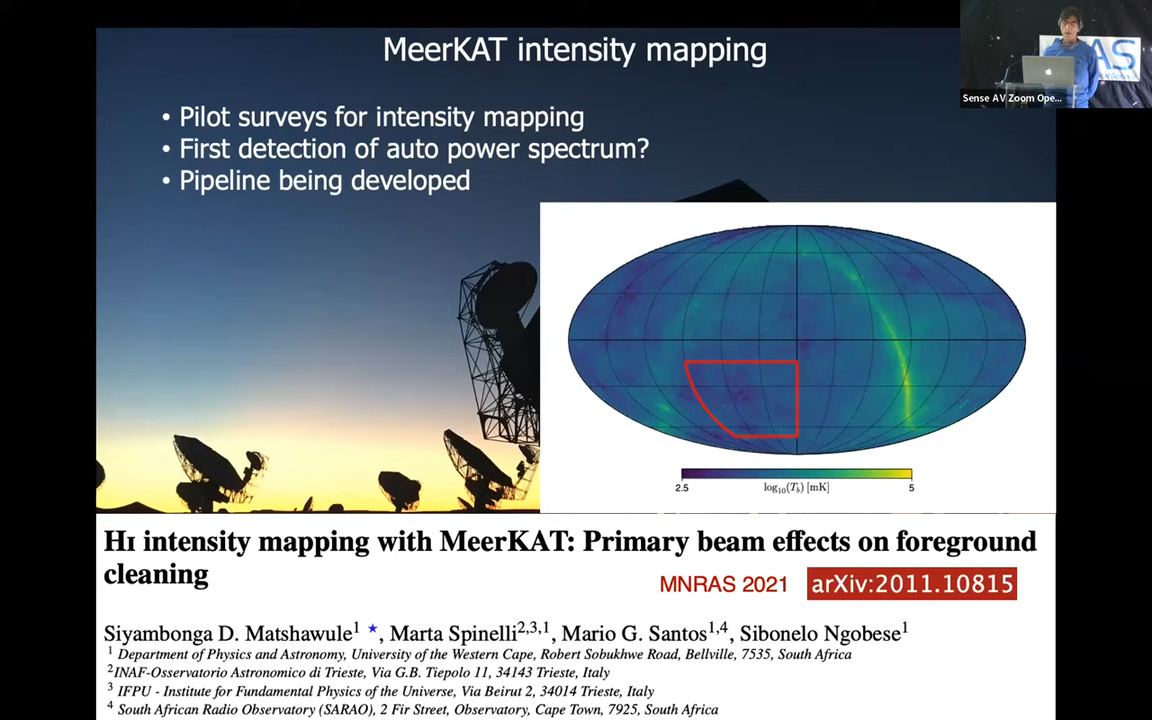 MeerKAT intensity mapping
• Pilot surveys for intensity mapping
• First detection of auto power spectrum?
• Pipeline being developed
AS
Sense AV Zoom Ope...
2.5
log₁₀(T_b) [mK]
5
Hɪ intensity mapping with MeerKAT: Primary beam effects on foreground
cleaning
MNRAS 2021
arXiv:2011.10815
Siyambonga D. Matshawule¹ ★, Marta Spinelli²,³,¹, Mario G. Santos¹,⁴, Sibonelo Ngobese¹
¹ Department of Physics and Astronomy, University of the Western Cape, Robert Sobukhwe Road, Bellville, 7535, South Africa
²INAF-Osservatorio Astronomico di Trieste, Via G.B. Tiepolo 11, 34143 Trieste, Italy
³ IFPU - Institute for Fundamental Physics of the Universe, Via Beirut 2, 34014 Trieste, Italy
⁴ South African Radio Observatory (SARAO), 2 Fir Street, Observatory, Cape Town, 7925, South Africa